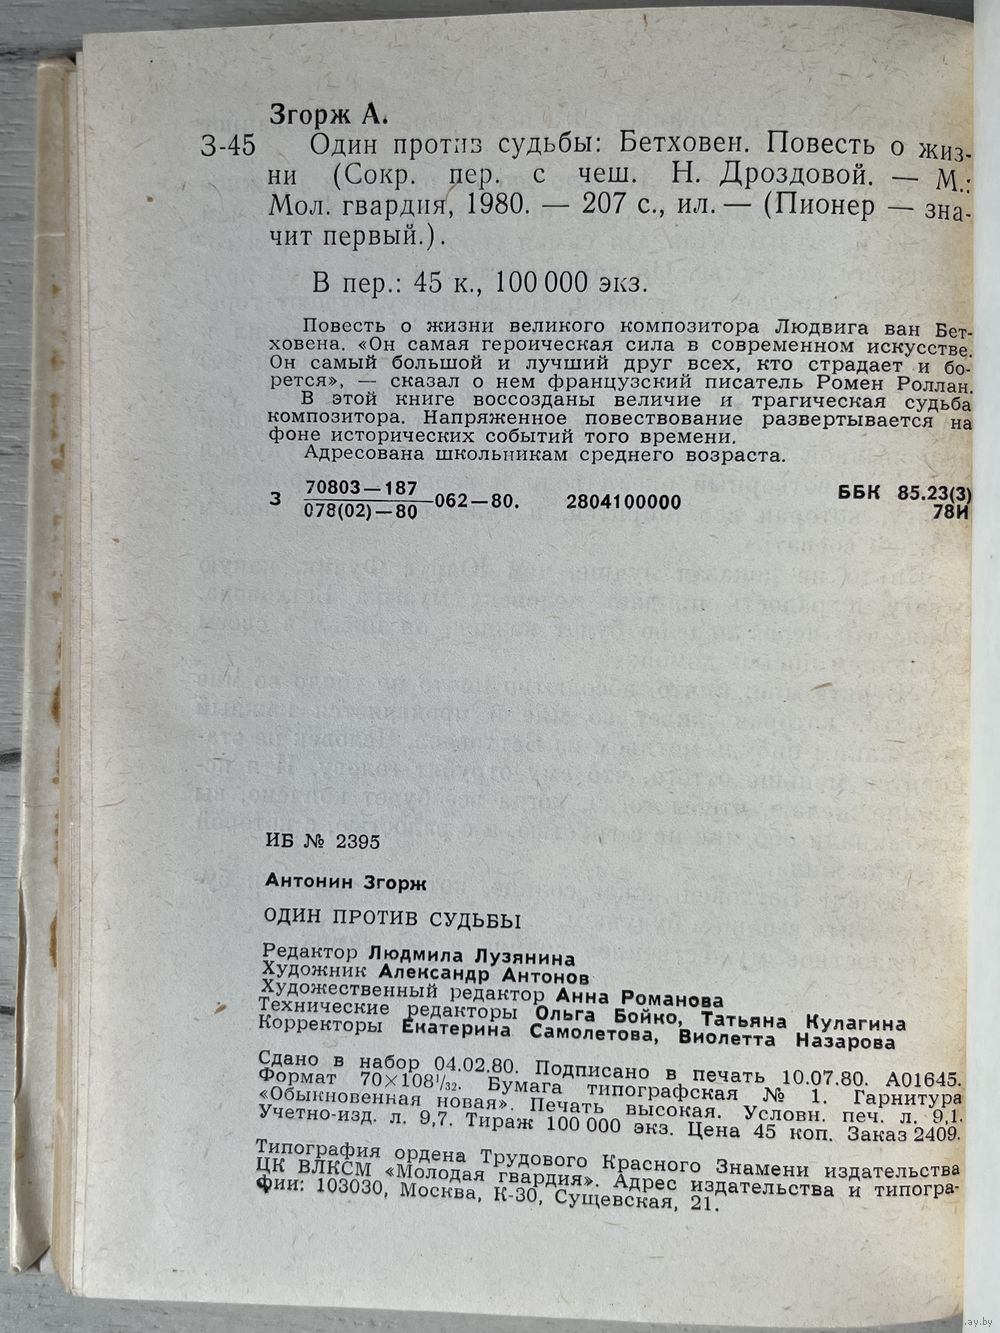 Згорж А.
З-45 Один против судьбы: Бетховен. Повесть о жиз-
ни (Сокр. пер. с чеш. Н. Дроздовой. — М.:
Мол. гвардия, 1980. — 207 с., ил. — (Пионер — зна-
чит первый.).
В пер.: 45 к., 100 000 экз.
Повесть о жизни великого композитора Людвига ван Бет-
ховена. «Он самая героическая сила в современном искусстве.
Он самый большой и лучший друг всех, кто страдает и бо-
рется», — сказал о нем французский писатель Ромен Роллан.
В этой книге воссозданы величие и трагическая судьба
композитора. Напряженное повествование развертывается на
фоне исторических событий того времени.
Адресована школьникам среднего возраста.
З 70803—187
078(02)—80 —062—80. 2804100000 ББК 85.23(3)
78И
ИБ № 2395
Антонин Згорж
ОДИН ПРОТИВ СУДЬБЫ
Редактор Людмила Лузянина
Художник Александр Антонов
Художественный редактор Анна Романова
Технические редакторы Ольга Бойко, Татьяна Кулагина
Корректоры Екатерина Самолетова, Виолетта Назарова
Сдано в набор 04.02.80. Подписано в печать 10.07.80. А01645.
Формат 70×108 1/32. Бумага типографская № 1. Гарнитура
«Обыкновенная новая». Печать высокая. Условн. печ. л. 9,1.
Учетно-изд. л. 9,7. Тираж 100 000 экз. Цена 45 коп. Заказ 2409.
Типография ордена Трудового Красного Знамени издательства
ЦК ВЛКСМ «Молодая гвардия». Адрес издательства и типогра-
фии: 103030, Москва, К-30, Сущевская, 21.
.ay.by